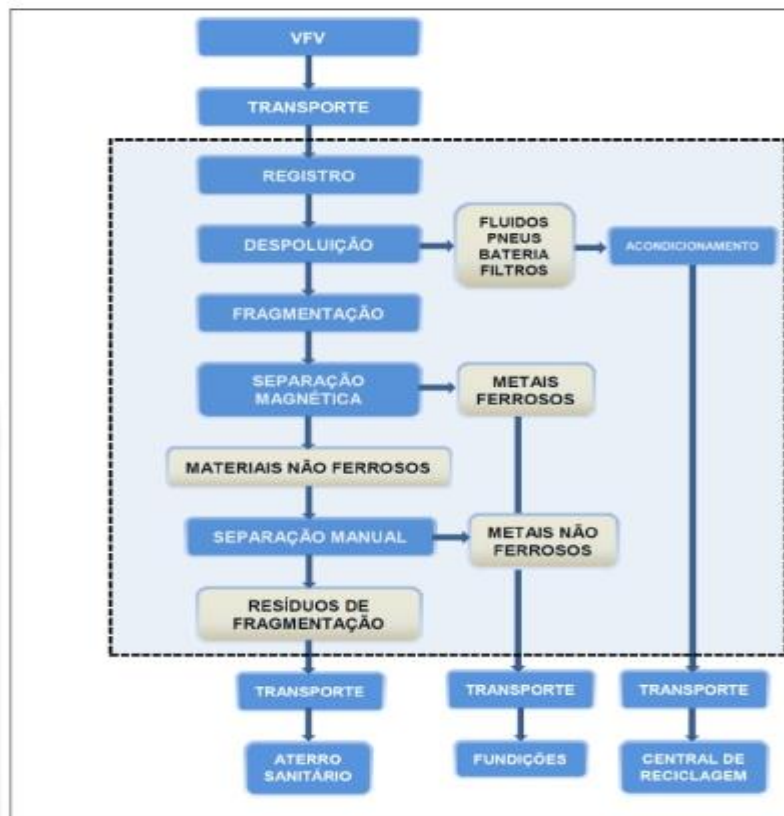 VFV
TRANSPORTE
REGISTRO
DESPOLUIÇÃO
FLUIDOS
PNEUS
BATERIA
FILTROS
ACONDICIONAMENTO
FRAGMENTAÇÃO
SEPARAÇÃO
MAGNÉTICA
METAIS
FERROSOS
MATERIAIS NÃO FERROSOS
SEPARAÇÃO MANUAL
METAIS NÃO
FERROSOS
RESÍDUOS DE
FRAGMENTAÇÃO
TRANSPORTE
TRANSPORTE
TRANSPORTE
ATERRO
SANITÁRIO
FUNDIÇÕES
CENTRAL DE
RECICLAGEM